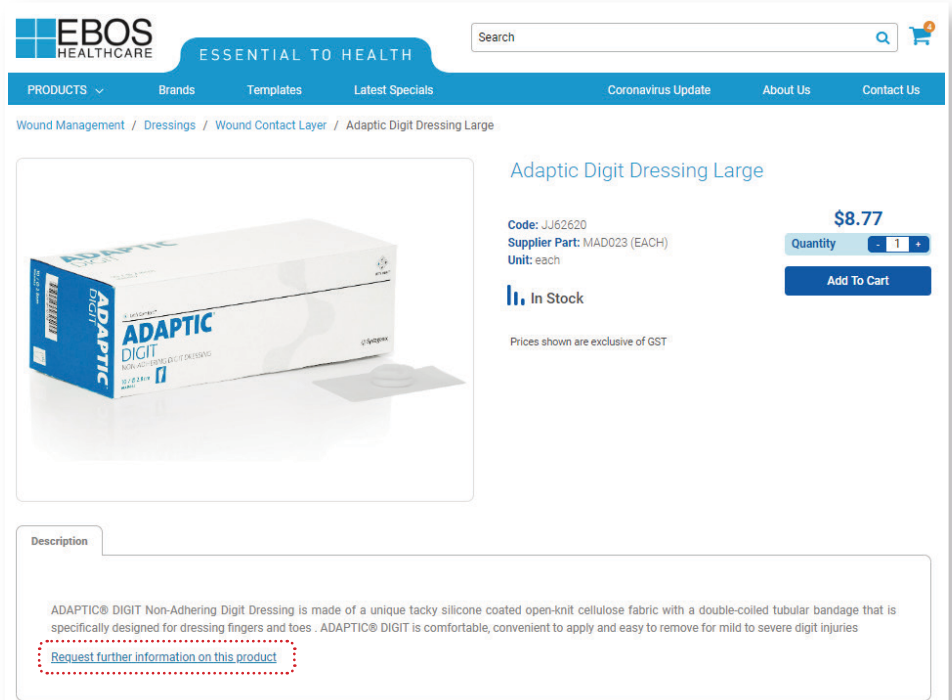 EBOS
HEALTHCARE
ESSENTIAL TO HEALTH
Search
4
PRODUCTS
Brands
Templates
Latest Specials
Coronavirus Update
About Us
Contact Us
Wound Management / Dressings / Wound Contact Layer / Adaptic Digit Dressing Large
Adaptic Digit Dressing Large
Code: JJ62620
Supplier Part: MAD023 (EACH)
Unit: each
In Stock
Prices shown are exclusive of GST
$8.77
Quantity - 1 +
Add To Cart
ADAPTIC
DIGIT
ADAPTIC
DIGIT
ADAPTIC
DIGIT
NON-ADHERING DIGIT DRESSING
Systagenix
Description
ADAPTIC® DIGIT Non-Adhering Digit Dressing is made of a unique tacky silicone coated open-knit cellulose fabric with a double-coiled tubular bandage that is
specifically designed for dressing fingers and toes . ADAPTIC® DIGIT is comfortable, convenient to apply and easy to remove for mild to severe digit injuries
Request further information on this product